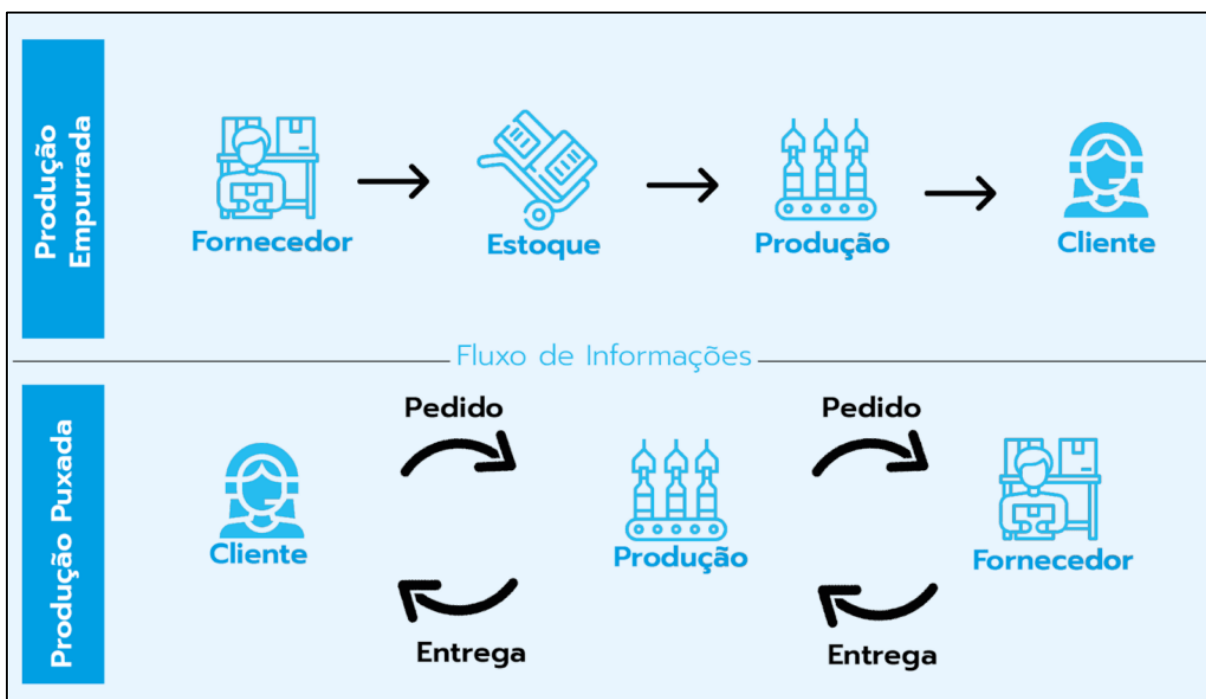 Produção
Empurrada
Fornecedor
Estoque
Produção
Cliente
Fluxo de Informações
Produção Puxada
Pedido
Pedido
Cliente
Produção
Fornecedor
Entrega
Entrega